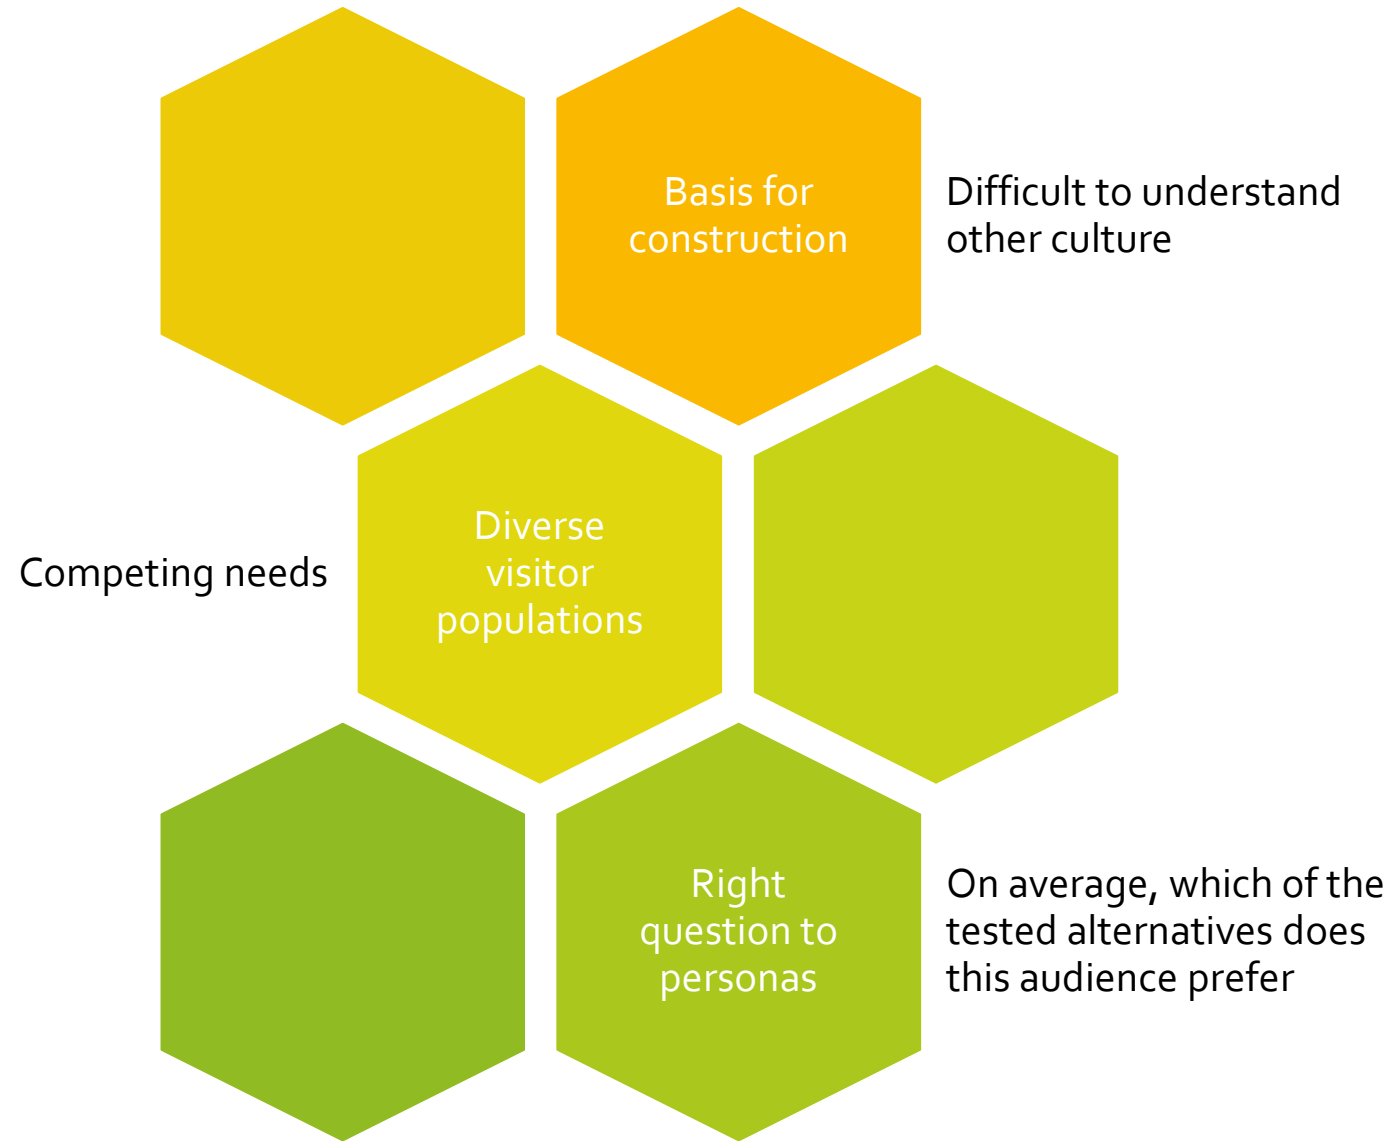 Basis for
construction
Difficult to understand
other culture
Competing needs
Diverse
visitor
populations
Right
question to
personas
On average, which of the
tested alternatives does
this audience prefer